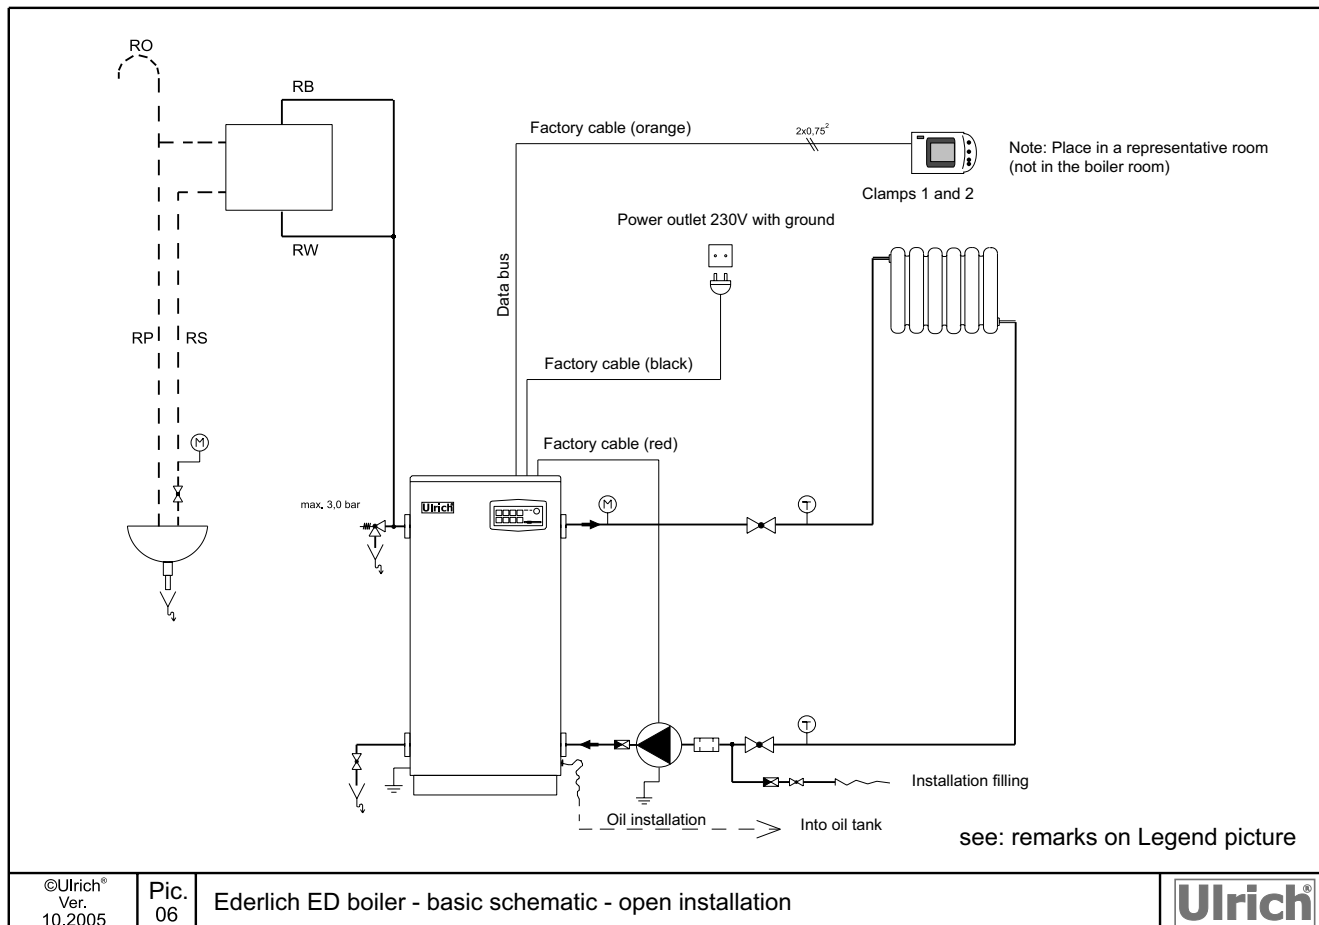 RO
RB
Factory cable (orange)
2x0,75²
Note: Place in a representative room
(not in the boiler room)
Clamps 1 and 2
Power outlet 230V with ground
RW
Data bus
RP
RS
Factory cable (black)
M
Factory cable (red)
max. 3,0 bar
Ulrich
M
T
T
Installation filling
Oil installation
Into oil tank
see: remarks on Legend picture
©Ulrich®
Ver.
10.2005
Pic.
06
Ederlich ED boiler - basic schematic - open installation
Ulrich®